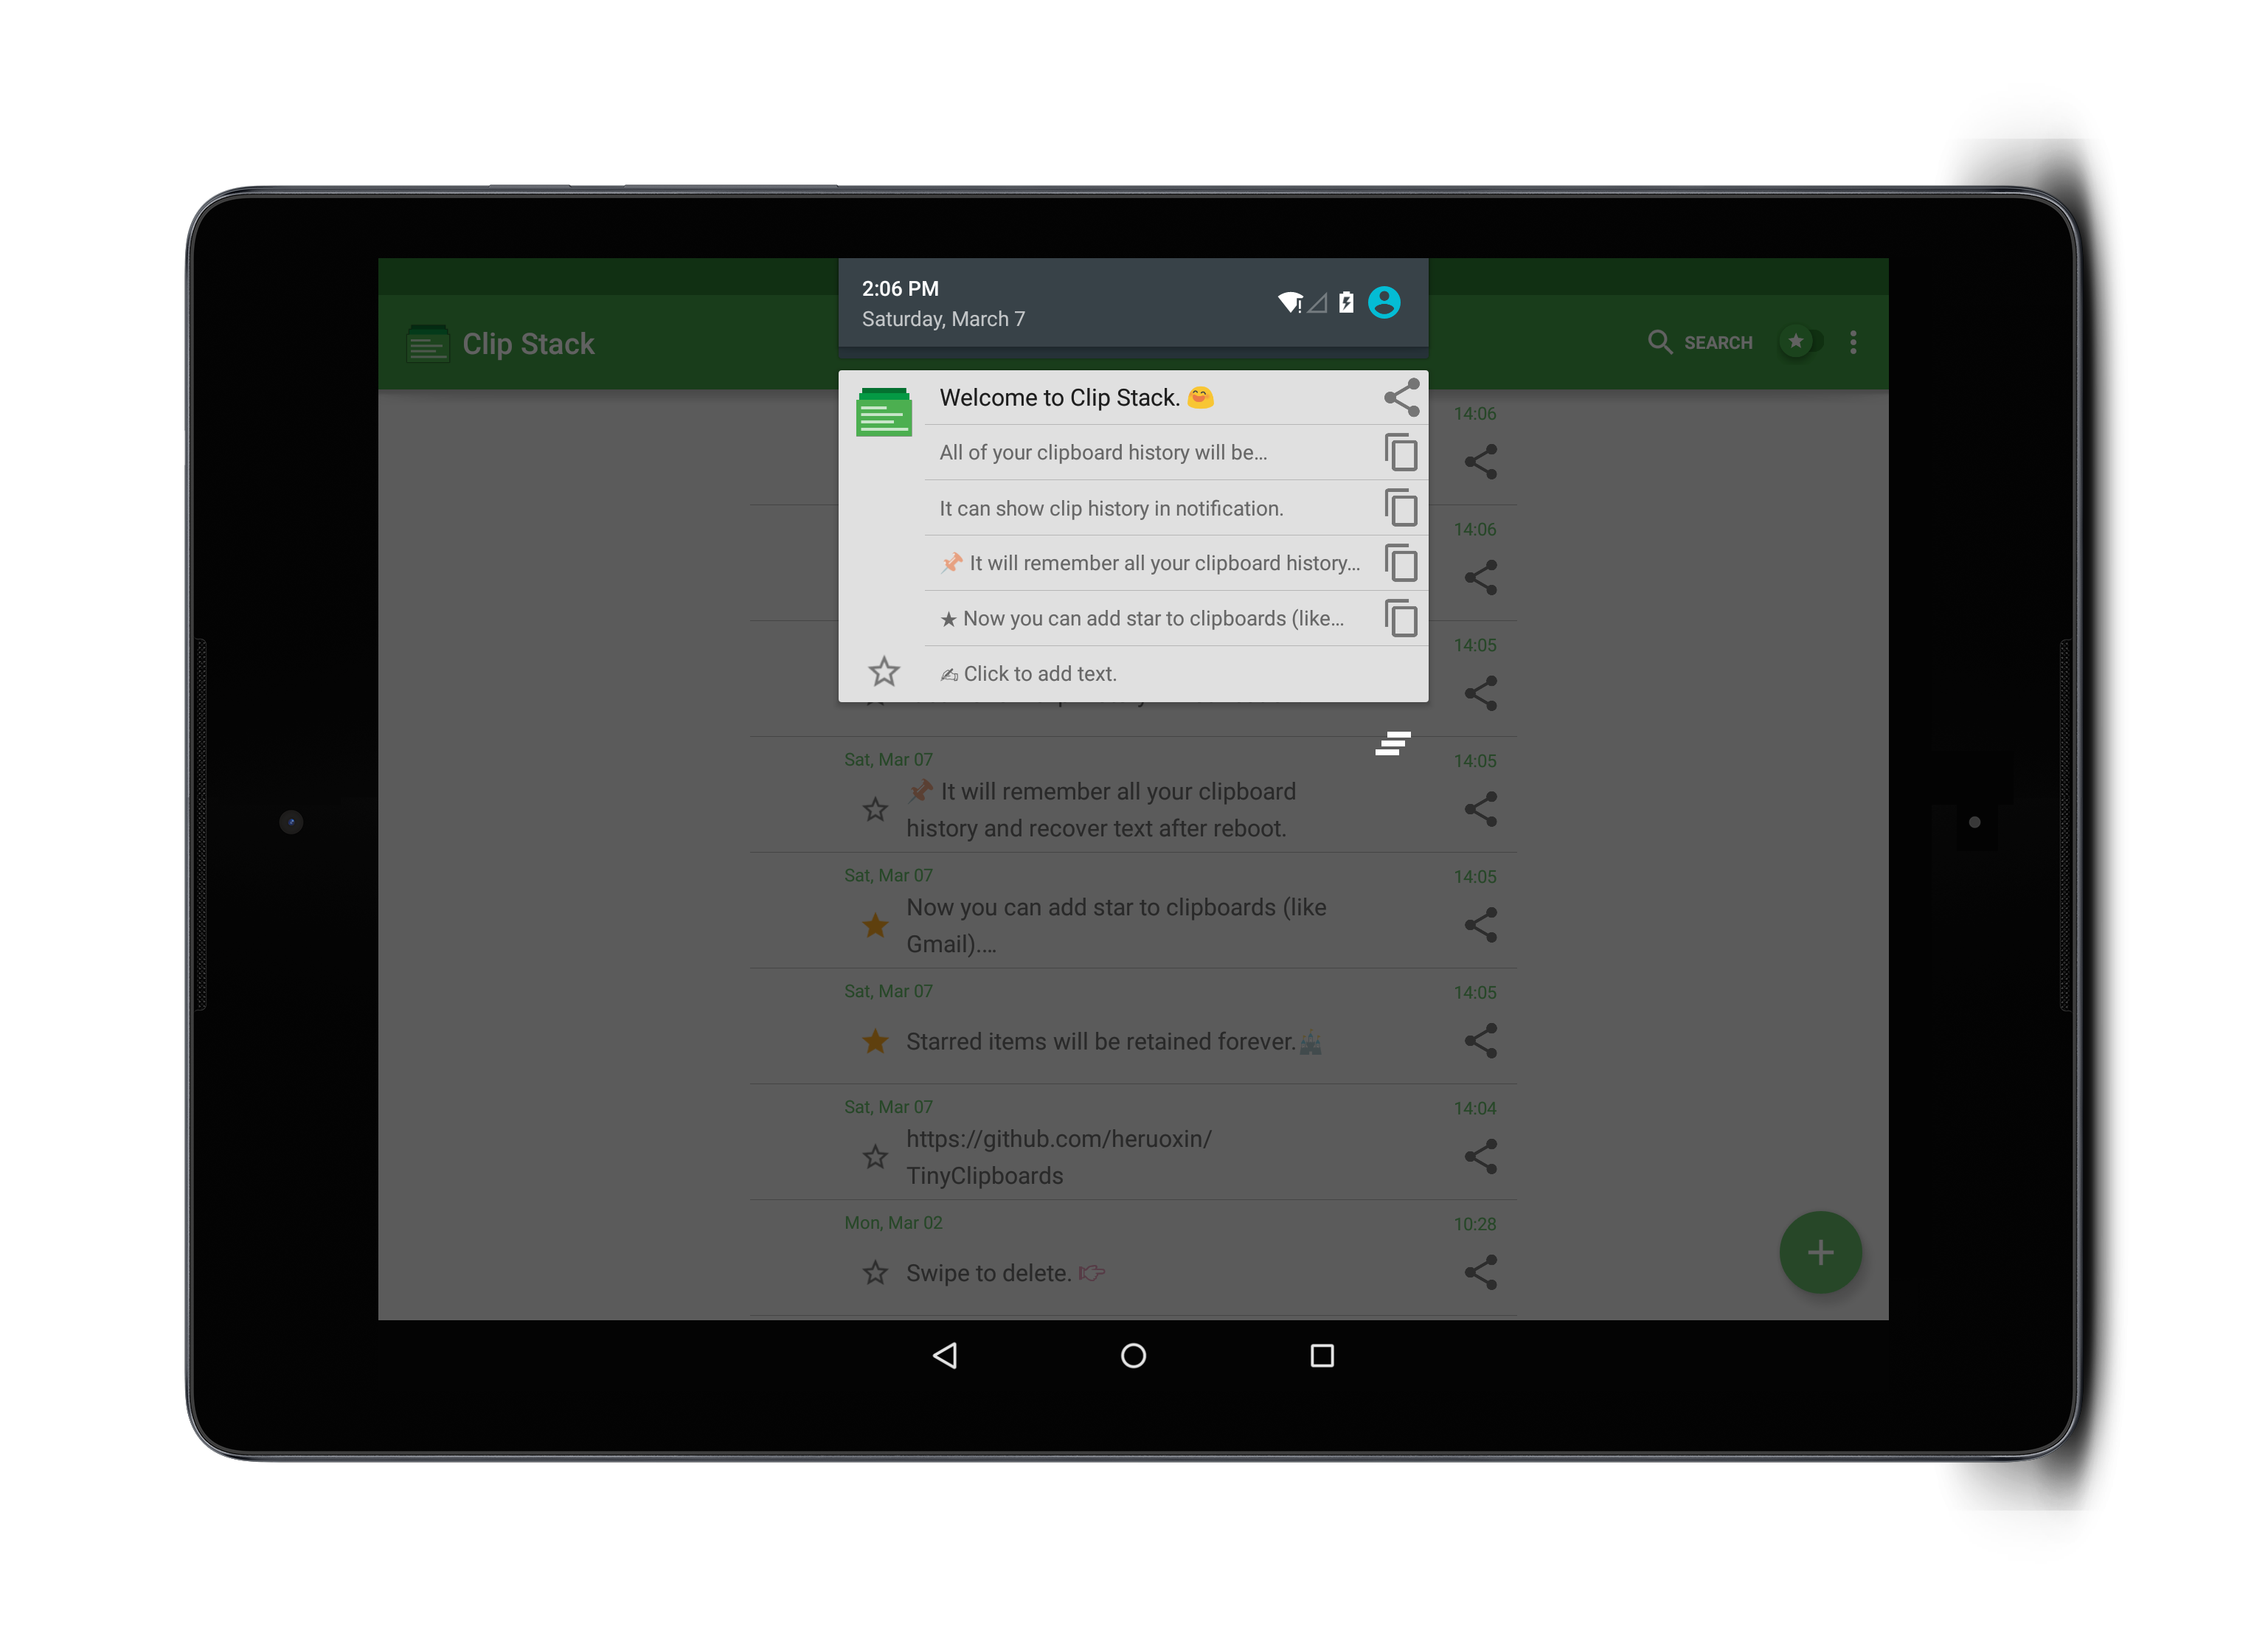 2:06 PM
Saturday, March 7
Clip Stack
SEARCH
Welcome to Clip Stack. 😄
All of your clipboard history will be…
It can show clip history in notification.
📌 It will remember all your clipboard history…
★ Now you can add star to clipboards (like…
✍ Click to add text.
14:06
14:06
14:05
Sat, Mar 07
14:05
📌 It will remember all your clipboard
history and recover text after reboot.
Sat, Mar 07
14:05
Now you can add star to clipboards (like
Gmail).…
Sat, Mar 07
14:05
Starred items will be retained forever.🏰
Sat, Mar 07
14:04
https://github.com/heruoxin/
TinyClipboards
Mon, Mar 02
10:28
Swipe to delete. 👉